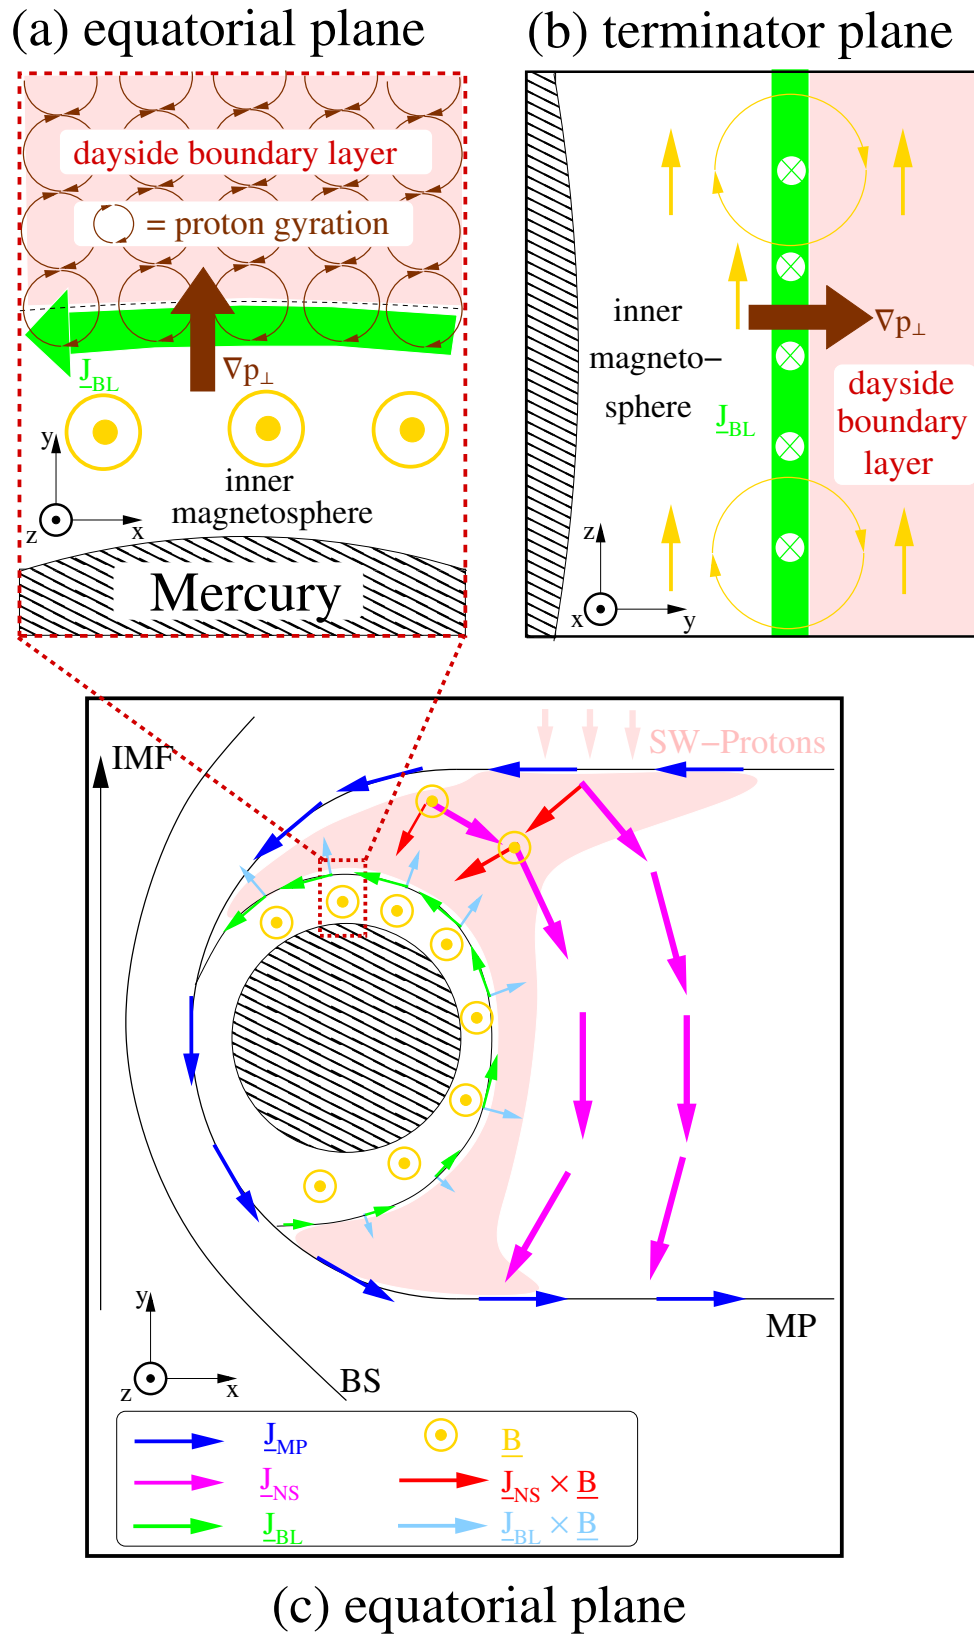 (a) equatorial plane
dayside boundary layer
= proton gyration
J_BL
∇p⊥
y
z
x
inner
magnetosphere
Mercury
(b) terminator plane
inner
magneto-
sphere
∇p⊥
J_BL
dayside
boundary
layer
z
x
y
IMF
SW-Protons
y
z
x
BS
MP
J_MP
B
J_NS
J_NS × B
J_BL
J_BL × B
(c) equatorial plane